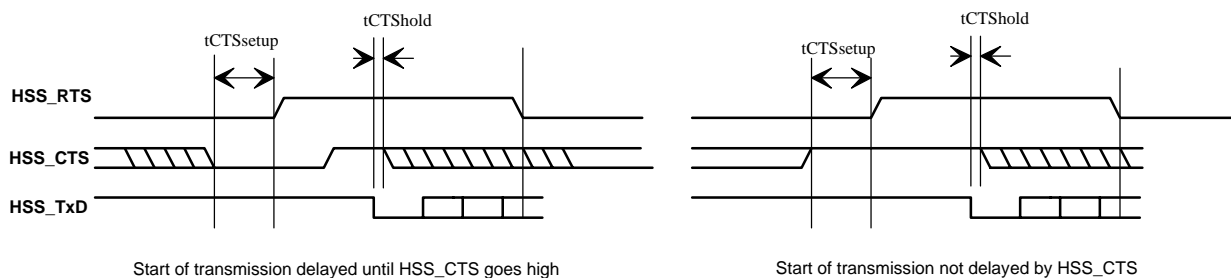 tCTShold
tCTSsetup
HSS_RTS
HSS_CTS
HSS_TxD
Start of transmission delayed until HSS_CTS goes high
tCTShold
tCTSsetup
Start of transmission not delayed by HSS_CTS